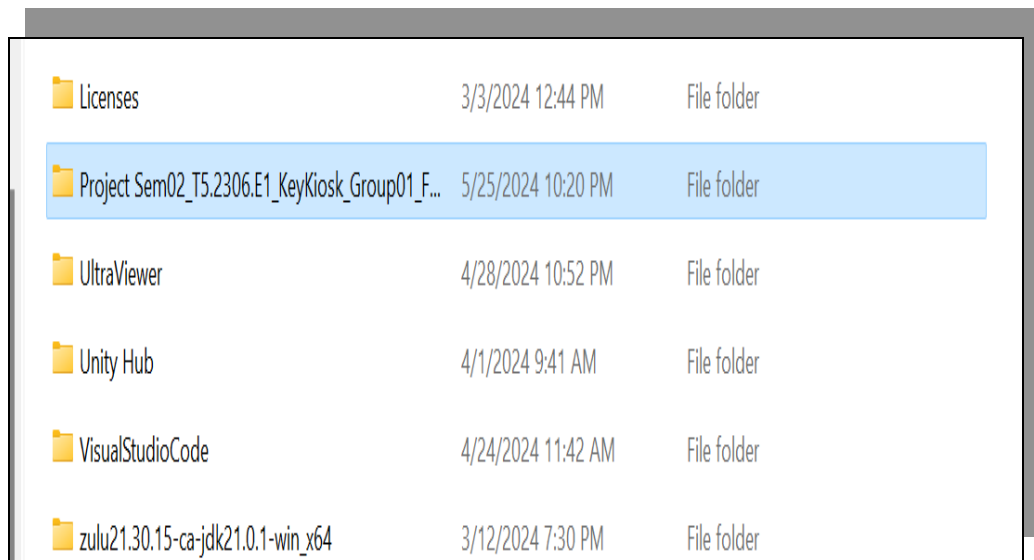 Licenses 3/3/2024 12:44 PM File folder
Project Sem02_T5.2306.E1_KeyKiosk_Group01_F... 5/25/2024 10:20 PM File folder
UltraViewer 4/28/2024 10:52 PM File folder
Unity Hub 4/1/2024 9:41 AM File folder
VisualStudioCode 4/24/2024 11:42 AM File folder
zulu21.30.15-ca-jdk21.0.1-win_x64 3/12/2024 7:30 PM File folder